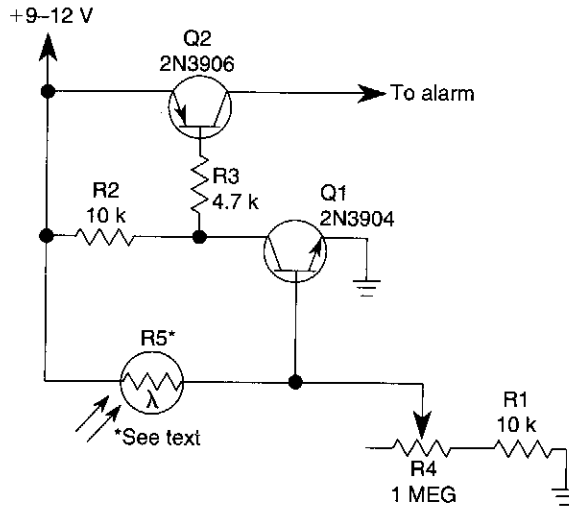 +9–12 V
Q2
2N3906
To alarm
R3
4.7 k
R2
10 k
Q1
2N3904
R5*
λ
*See text
R1
10 k
R4
1 MEG